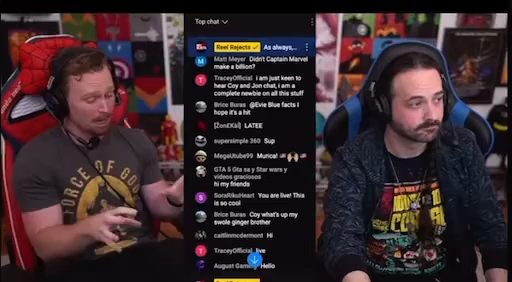 Top chat
Reel Rejects As always,...
Matt Meyer Didn't Captain Marvel
make a billion?
TraceyOfficial i am just keen to
hear Coy and Jon chat, i am a
complete newbie on all this stuff
Brice Buras @Evie Blue facts I
hope it's a hit
[ZenEKäi] LATEE
supersimple 360 Sup
MegaUtube99 Murica!
GTA 5 Gta sa y Star wars y
videos graciosos
hi my friends
SoraRikuHeart You are live! This
is so cool
Brice Buras Coy what's up my
swole ginger brother
caitlinmcdermont Hi
TraceyOfficial live
August Gaming Hello
FORCE OF GOD